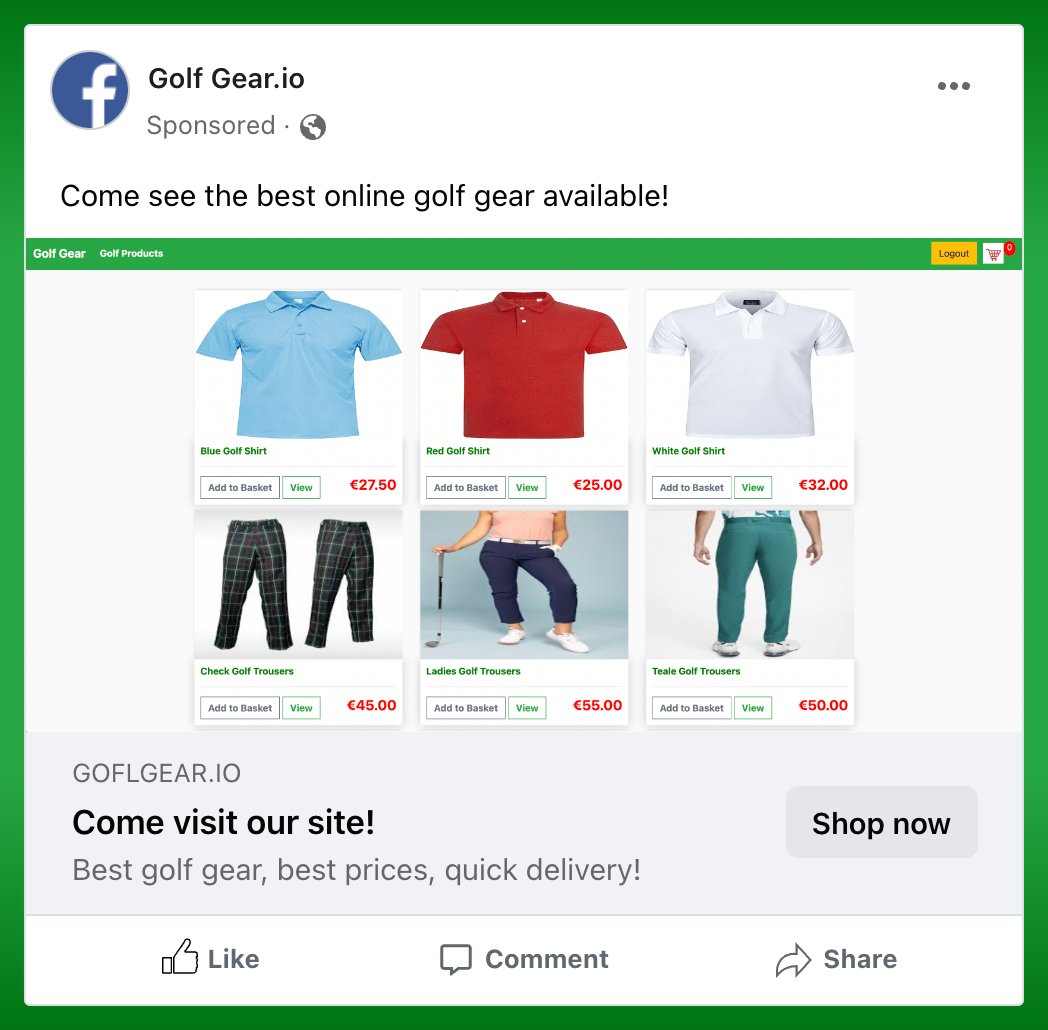 Golf Gear.io
Sponsored ·
Come see the best online golf gear available!
Golf Gear Golf Products Logout 0
Blue Golf Shirt Red Golf Shirt White Golf Shirt
Add to Basket View €27.50 Add to Basket View €25.00 Add to Basket View €32.00
Check Golf Trousers Ladies Golf Trousers Teale Golf Trousers
Add to Basket View €45.00 Add to Basket View €55.00 Add to Basket View €50.00
GOFLGEAR.IO
Come visit our site!
Shop now
Best golf gear, best prices, quick delivery!
Like Comment Share